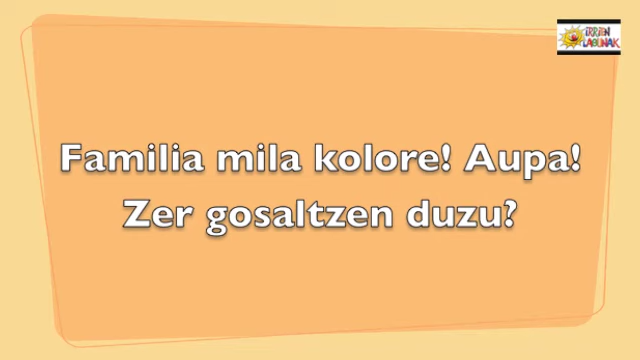 IRRIEN
LAGUNAK
Familia mila kolore! Aupa!
Zer gosaltzen duzu?